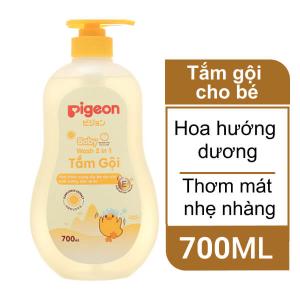 Pigeon
ピジョン
Baby
Wash 2 in 1
Tắm Gội
700ml
Tắm gội
cho bé
Hoa hướng
dương
Thơm mát
nhẹ nhàng
700ML